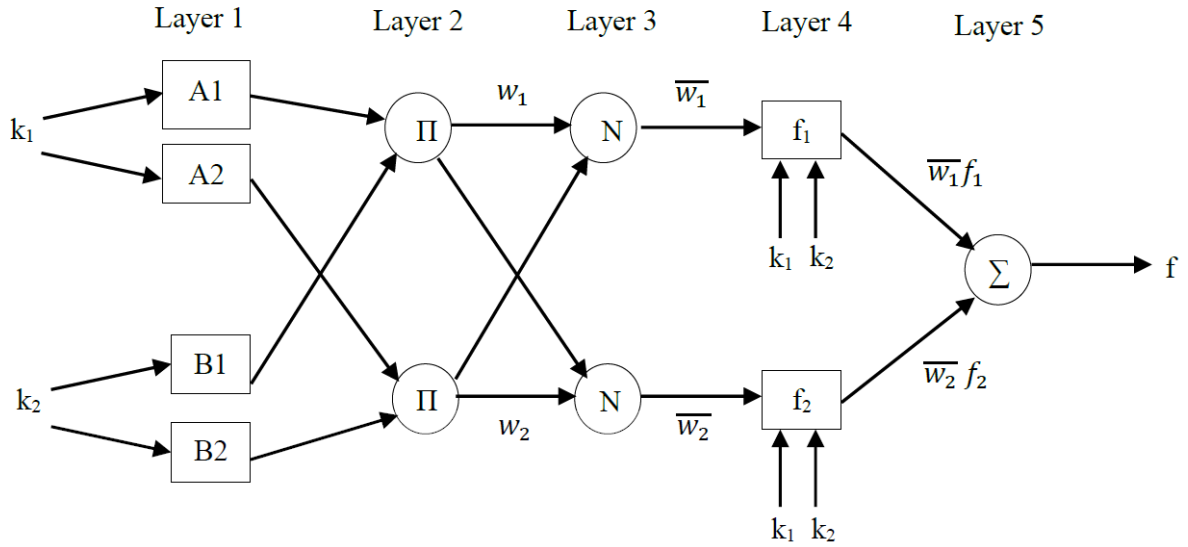 Layer 1 Layer 2 Layer 3 Layer 4 Layer 5
A1 w₁ w̅₁
k₁ Π N f₁
A2 w̅₁f₁
k₁ k₂
Σ f
B1 w̅₂ f₂
k₂ Π N f₂
B2 w₂ w̅₂
k₁ k₂